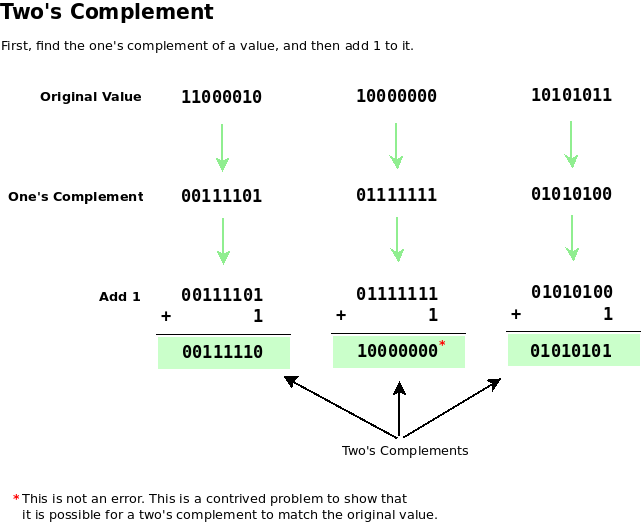 Two's Complement
First, find the one's complement of a value, and then add 1 to it.
Original Value 11000010 10000000 10101011
One's Complement 00111101 01111111 01010100
Add 1 00111101 01111111 01010100
+ 1 + 1 + 1
00111110 10000000* 01010101
Two's Complements
* This is not an error. This is a contrived problem to show that
it is possible for a two's complement to match the original value.